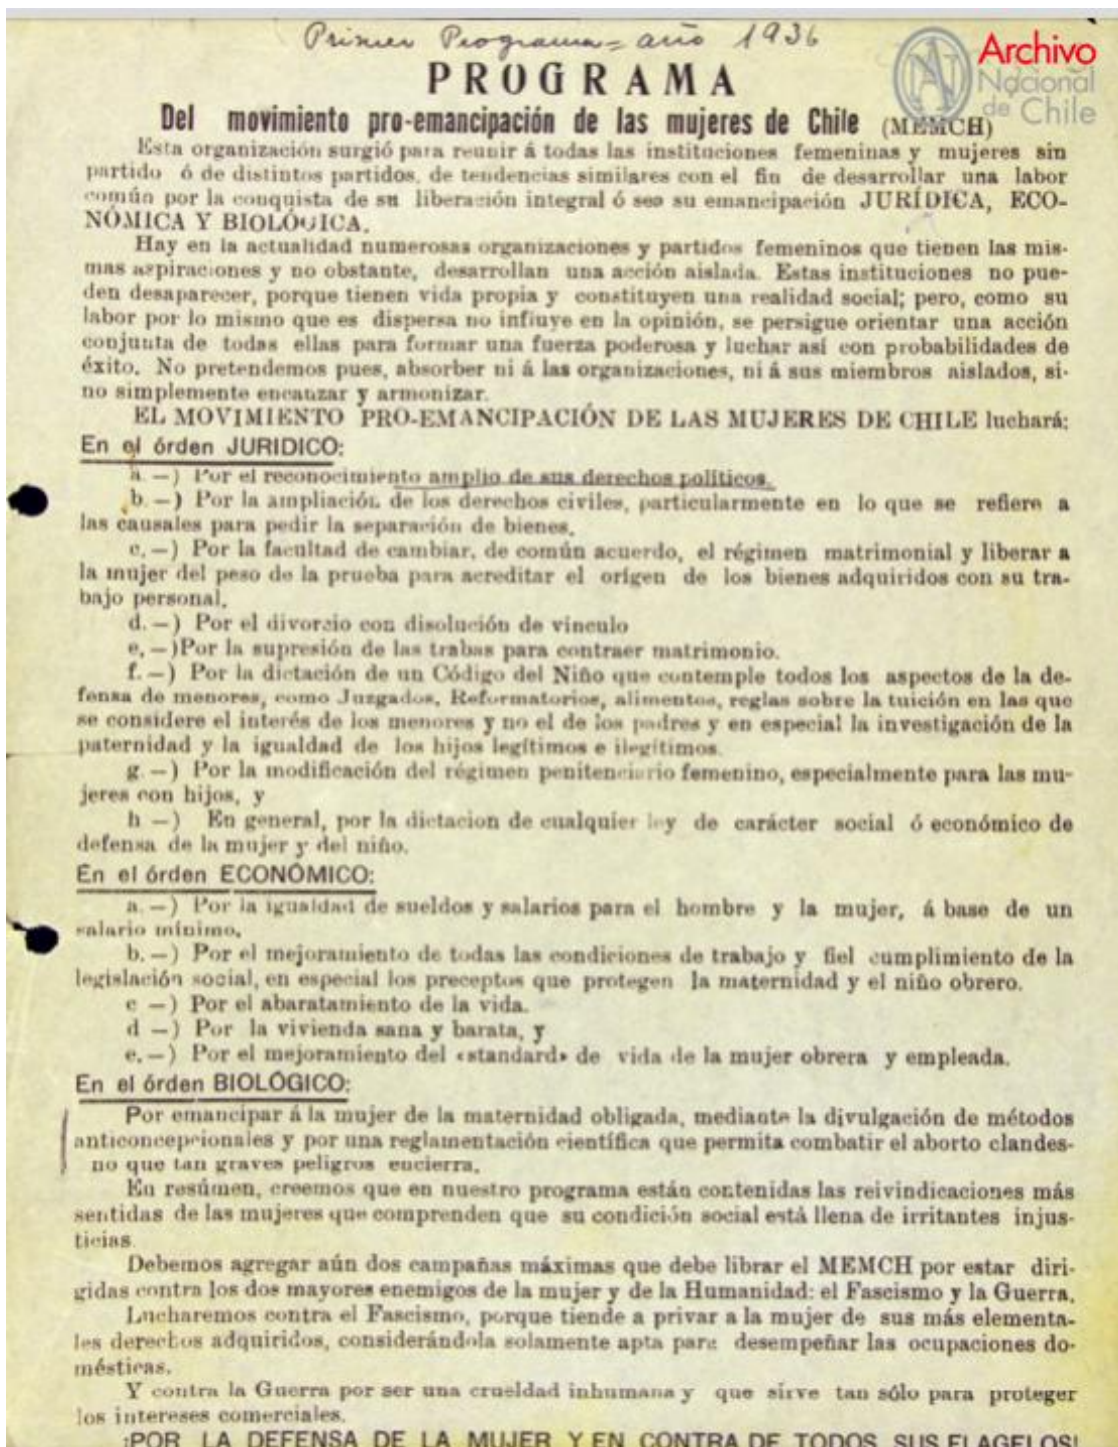 Primer Programa = año 1936
Archivo
Nacional
de Chile
PROGRAMA
Del movimiento pro-emancipación de las mujeres de Chile (MEMCH)
Esta organización surgió para reunir á todas las instituciones femeninas y mujeres sin
partido ó de distintos partidos, de tendencias similares con el fin de desarrollar una labor
común por la conquista de su liberación integral ó sea su emancipación JURÍDICA, ECO-
NÓMICA Y BIOLÓGICA.
Hay en la actualidad numerosas organizaciones y partidos femeninos que tienen las mis-
mas aspiraciones y no obstante, desarrollan una acción aislada. Estas instituciones no pue-
den desaparecer, porque tienen vida propia y constituyen una realidad social; pero, como su
labor por lo mismo que es dispersa no influye en la opinión, se persigue orientar una acción
conjunta de todas ellas para formar una fuerza poderosa y luchar así con probabilidades de
éxito. No pretendemos pues, absorber ni á las organizaciones, ni á sus miembros aislados, si-
no simplemente encauzar y armonizar.
EL MOVIMIENTO PRO-EMANCIPACIÓN DE LAS MUJERES DE CHILE luchará:
En el órden JURIDICO:
a.—) Por el reconocimiento amplio de sus derechos políticos.
b.—) Por la ampliación de los derechos civiles, particularmente en lo que se refiere a
las causales para pedir la separación de bienes.
c.—) Por la facultad de cambiar, de común acuerdo, el régimen matrimonial y liberar a
la mujer del peso de la prueba para acreditar el orígen de los bienes adquiridos con su tra-
bajo personal.
d.—) Por el divorcio con disolución de vinculo
e,—)Por la supresión de las trabas para contraer matrimonio.
f.—) Por la dictación de un Código del Niño que contemple todos los aspectos de la de-
fensa de menores, como Juzgados, Reformatorios, alimentos, reglas sobre la tuición en las que
se considere el interés de los menores y no el de los padres y en especial la investigación de la
paternidad y la igualdad de los hijos legítimos e ilegítimos.
g.—) Por la modificación del régimen penitenciario femenino, especialmente para las mu-
jeres con hijos, y
h —) En general, por la dictacion de cualquier ley de carácter social ó económico de
defensa de la mujer y del niño.
En el órden ECONÓMICO:
a.—) Por la igualdad de sueldos y salarios para el hombre y la mujer, á base de un
salario mínimo.
b.—) Por el mejoramiento de todas las condiciones de trabajo y fiel cumplimiento de la
legislación social, en especial los preceptos que protegen la maternidad y el niño obrero.
c —) Por el abaratamiento de la vida.
d —) Por la vivienda sana y barata, y
e.—) Por el mejoramiento del «standard» de vida de la mujer obrera y empleada.
En el órden BIOLÓGICO:
Por emancipar á la mujer de la maternidad obligada, mediante la divulgación de métodos
anticoncepcionales y por una reglamentación científica que permita combatir el aborto clandes-
no que tan graves peligros encierra.
En resúmen, creemos que en nuestro programa están contenidas las reivindicaciones más
sentidas de las mujeres que comprenden que su condición social está llena de irritantes injus-
ticias.
Debemos agregar aún dos campañas máximas que debe librar el MEMCH por estar diri-
gidas contra los dos mayores enemigos de la mujer y de la Humanidad: el Fascismo y la Guerra.
Lucharemos contra el Fascismo, porque tiende a privar a la mujer de sus más elementa-
les derechos adquiridos, considerándola solamente apta para desempeñar las ocupaciones do-
mésticas.
Y contra la Guerra por ser una crueldad inhumana y que sirve tan sólo para proteger
los intereses comerciales.
¡POR LA DEFENSA DE LA MUJER Y EN CONTRA DE TODOS SUS FLAGELOS!